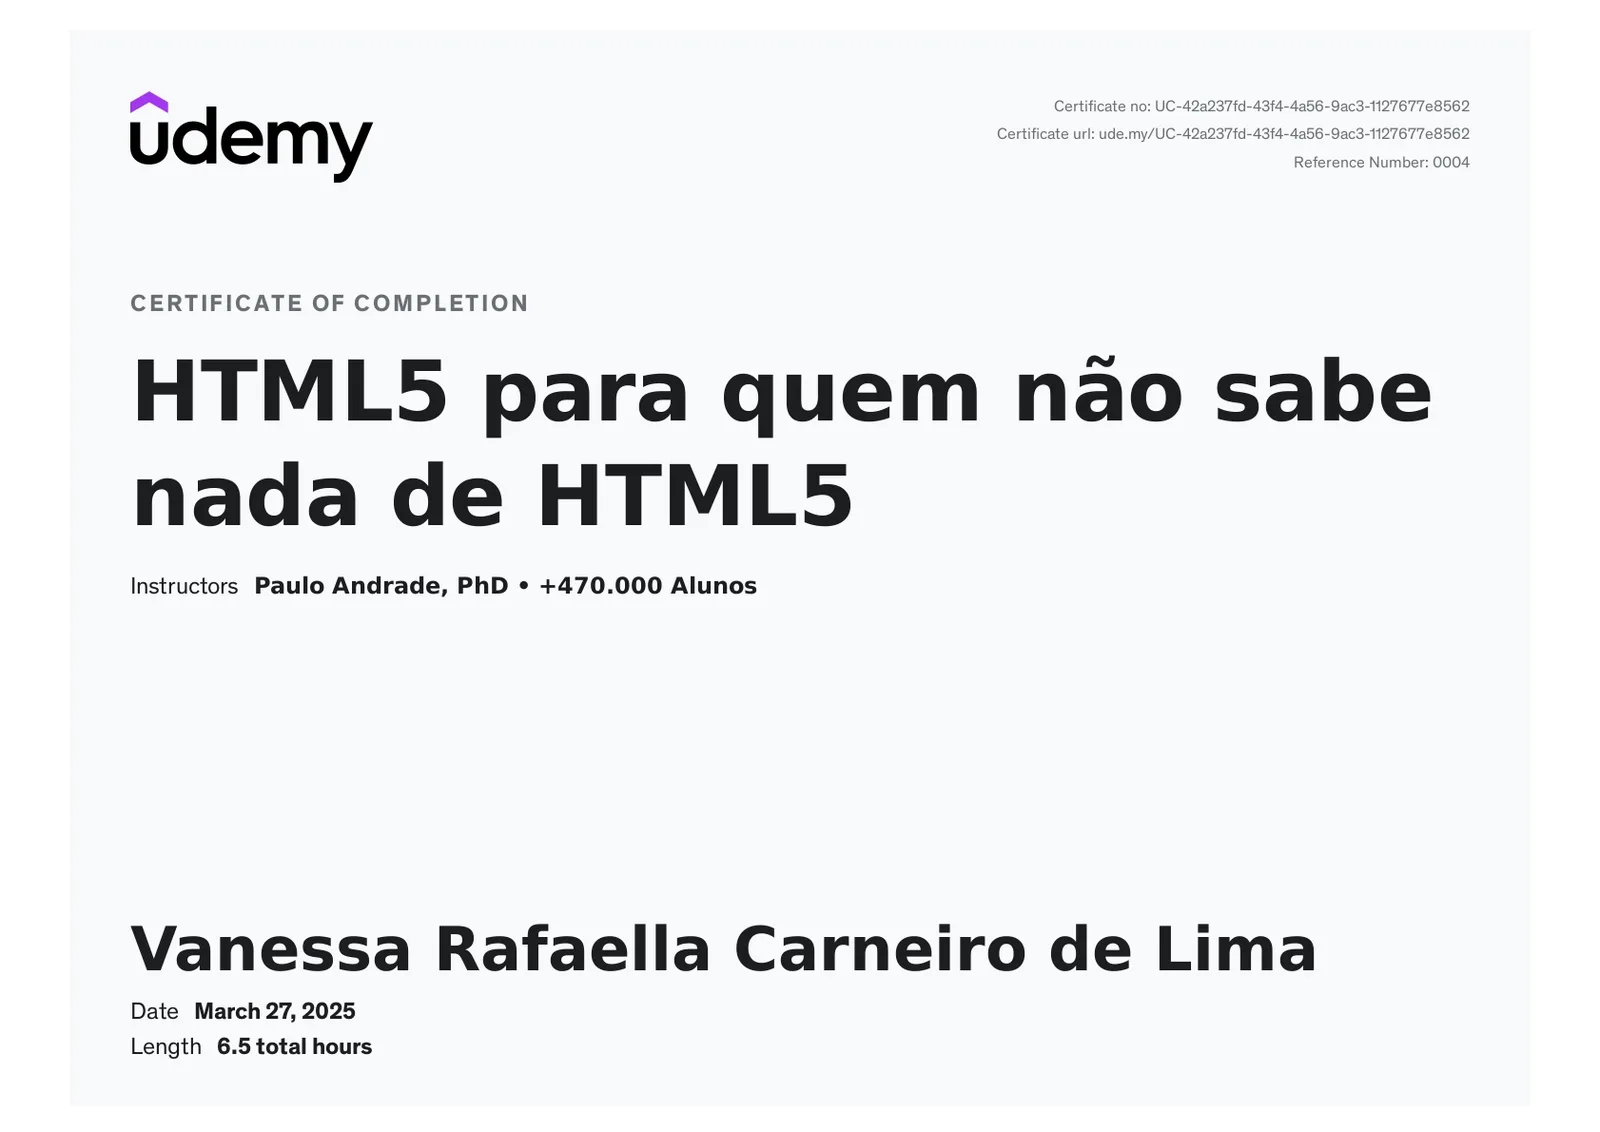 udemy
Certificate no: UC-42a237fd-43f4-4a56-9ac3-1127677e8562
Certificate url: ude.my/UC-42a237fd-43f4-4a56-9ac3-1127677e8562
Reference Number: 0004
CERTIFICATE OF COMPLETION
HTML5 para quem não sabe
nada de HTML5
Instructors Paulo Andrade, PhD • +470.000 Alunos
Vanessa Rafaella Carneiro de Lima
Date March 27, 2025
Length 6.5 total hours